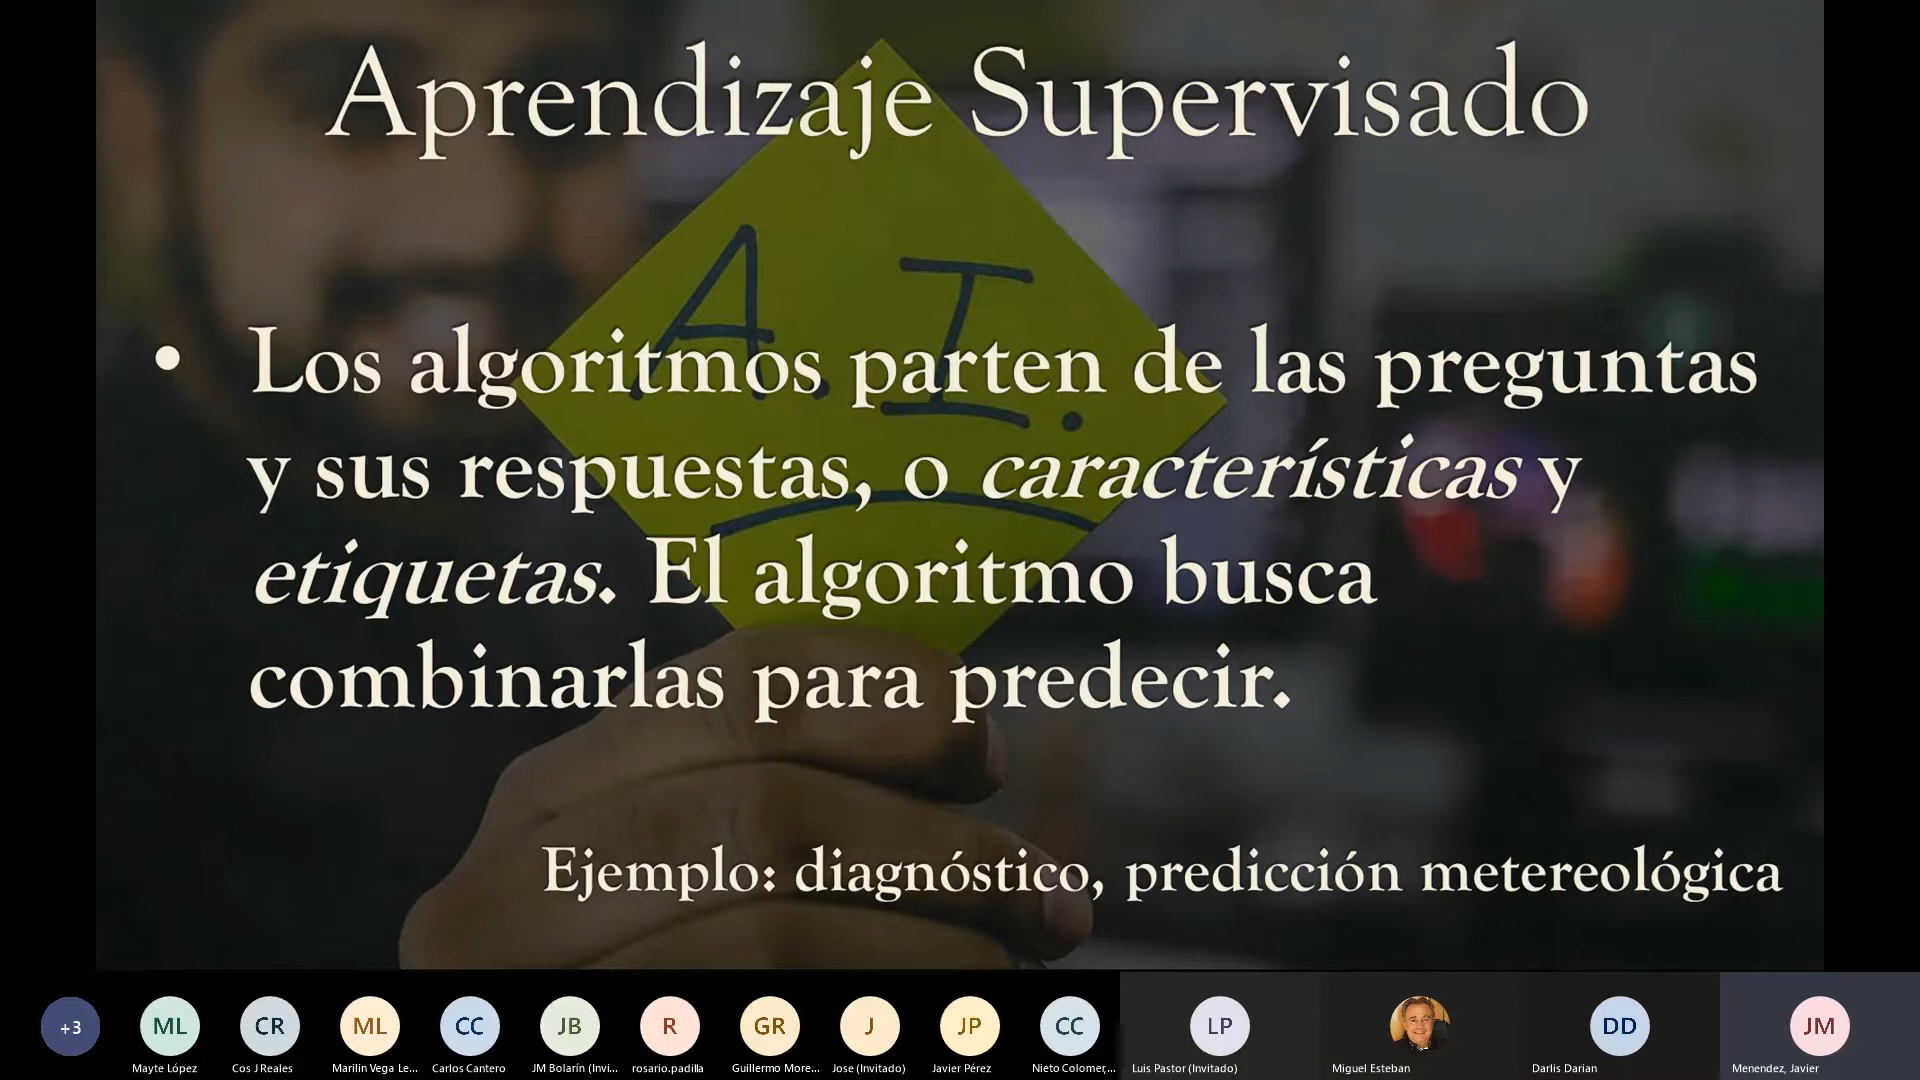 Aprendizaje Supervisado
A. I.
• Los algoritmos parten de las preguntas
y sus respuestas, o características y
etiquetas. El algoritmo busca
combinarlas para predecir.
Ejemplo: diagnóstico, predicción metereológica
+3
ML
CR
ML
CC
JB
R
GR
J
JP
CC
LP
DD
JM
Mayte López
Cos J Reales
Marilin Vega Le...
Carlos Cantero
JM Bolarín (Invi...
rosario.padilla
Guillermo More...
Jose (Invitado)
Javier Pérez
Nieto Colomer,...
Luis Pastor (Invitado)
Miguel Esteban
Darlis Darian
Menendez, Javier